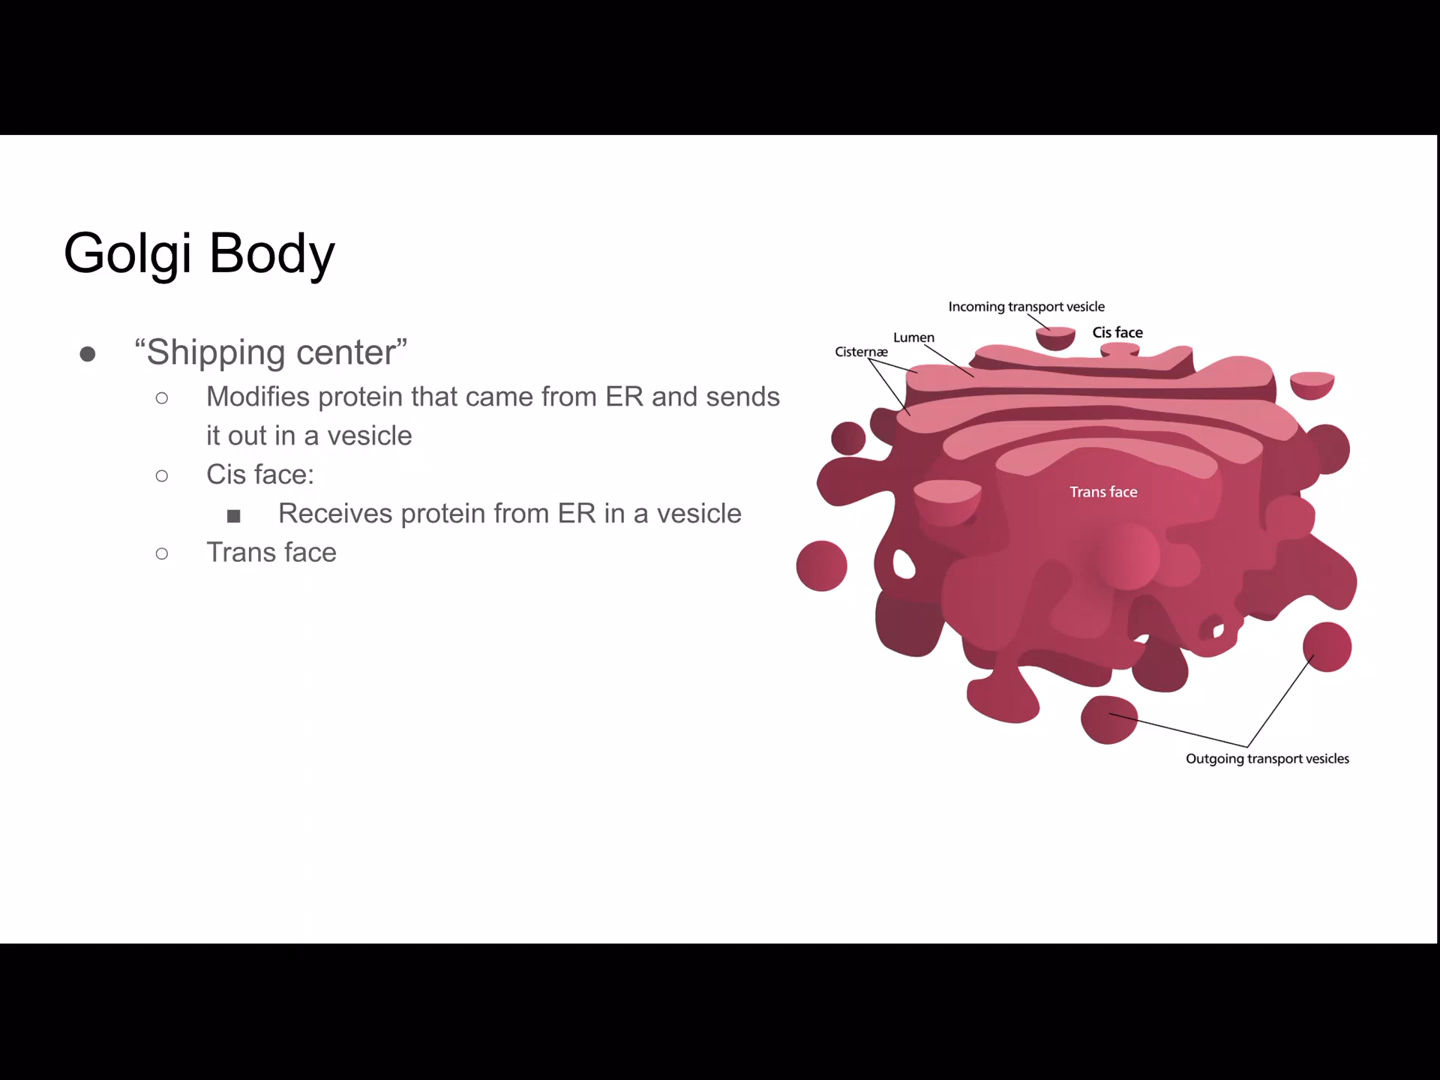 Golgi Body
● “Shipping center”
○ Modifies protein that came from ER and sends
it out in a vesicle
○ Cis face:
■ Receives protein from ER in a vesicle
○ Trans face
Incoming transport vesicle
Cis face
Lumen
Cisternæ
Trans face
Outgoing transport vesicles